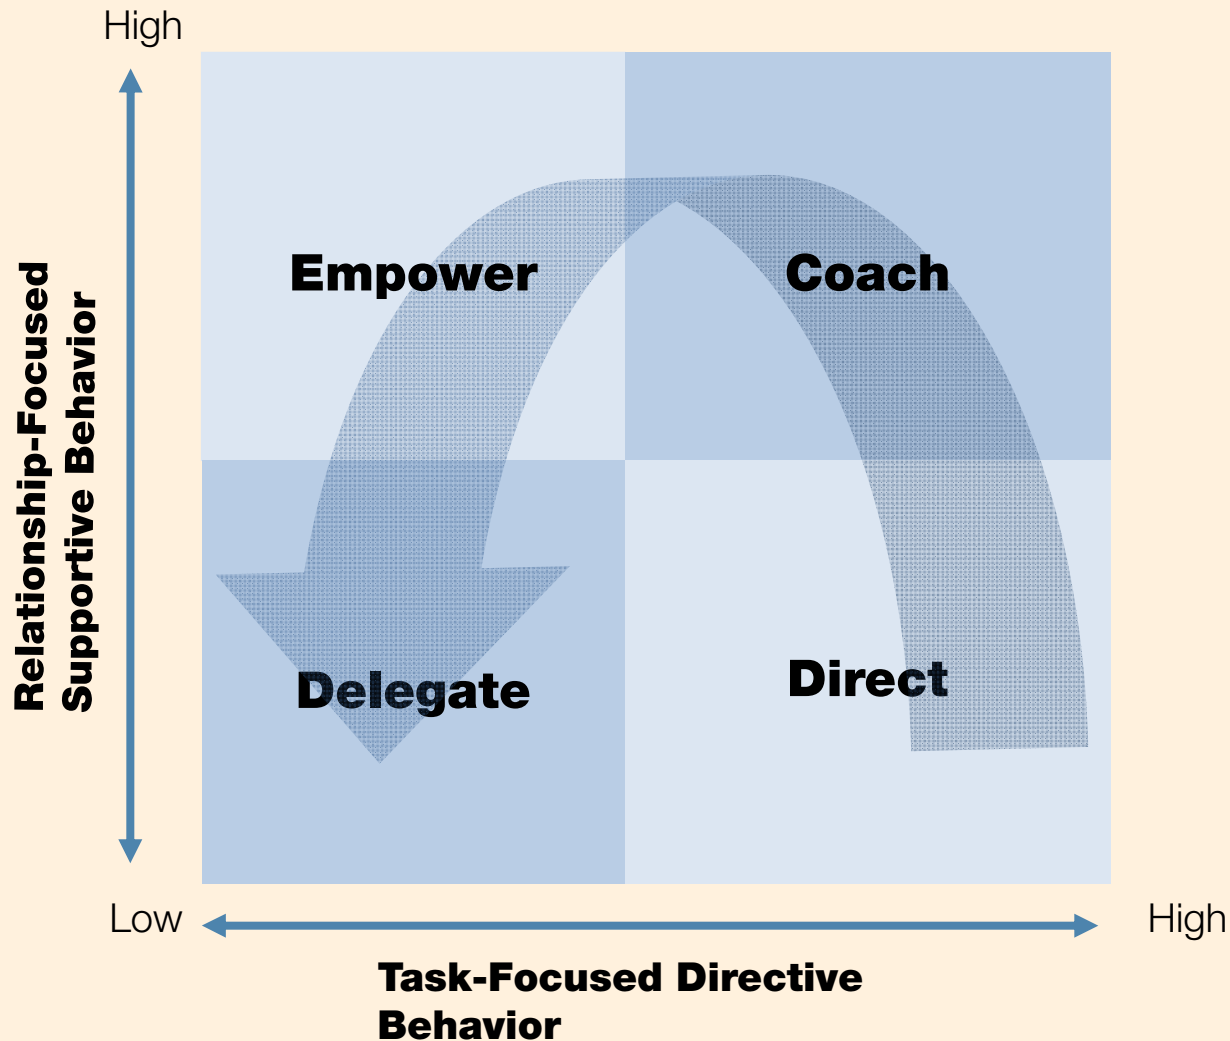 High
Relationship-Focused
Supportive Behavior
Empower
Coach
Delegate
Direct
Low
High
Task-Focused Directive
Behavior